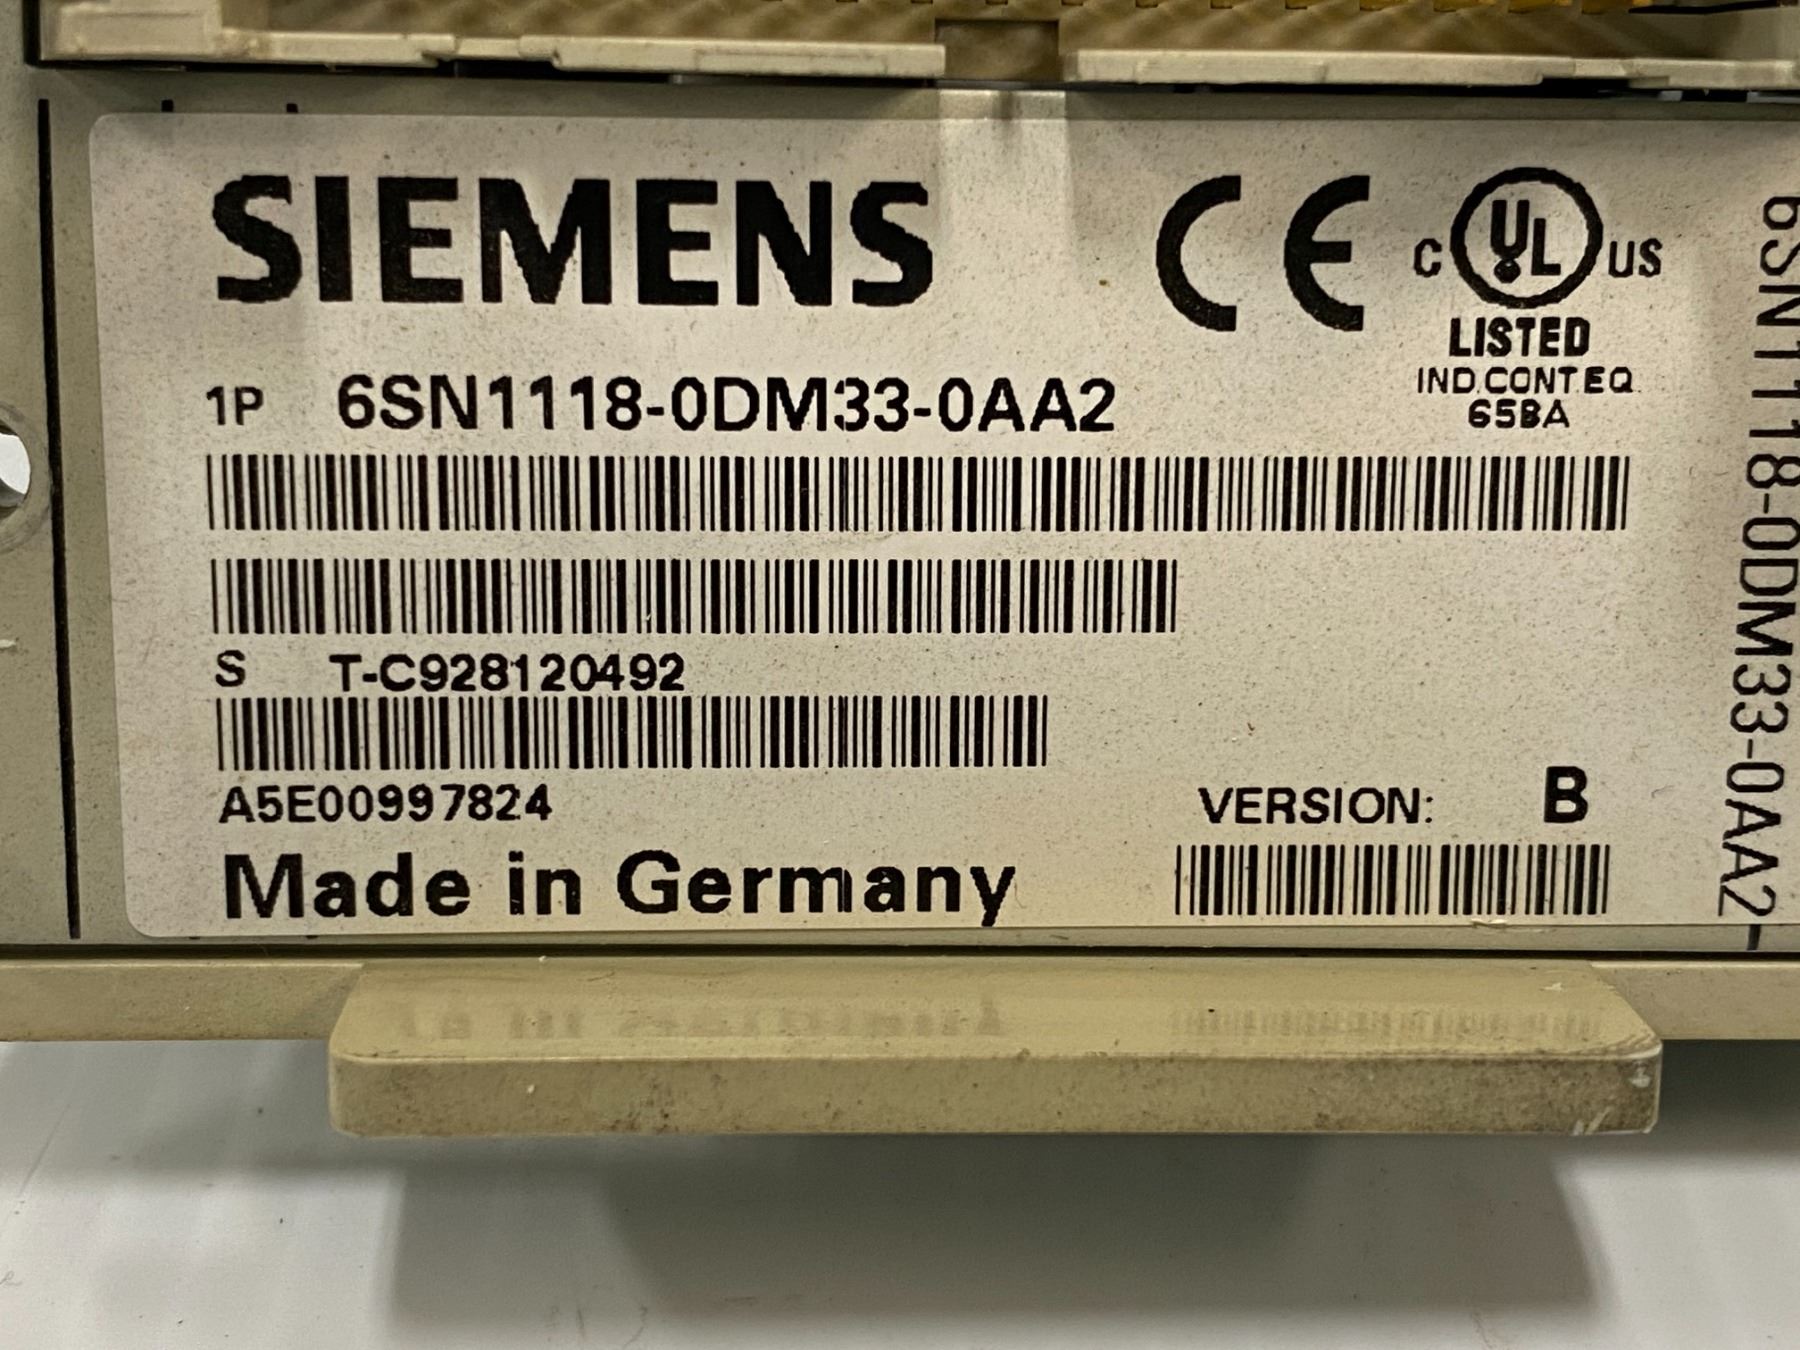 SIEMENS
CE
C UL US
LISTED
IND.CONT.EQ.
65BA
1P 6SN1118-0DM33-0AA2
S T-C928120492
A5E00997824
VERSION: B
Made in Germany
6SN1118-0DM33-0AA2